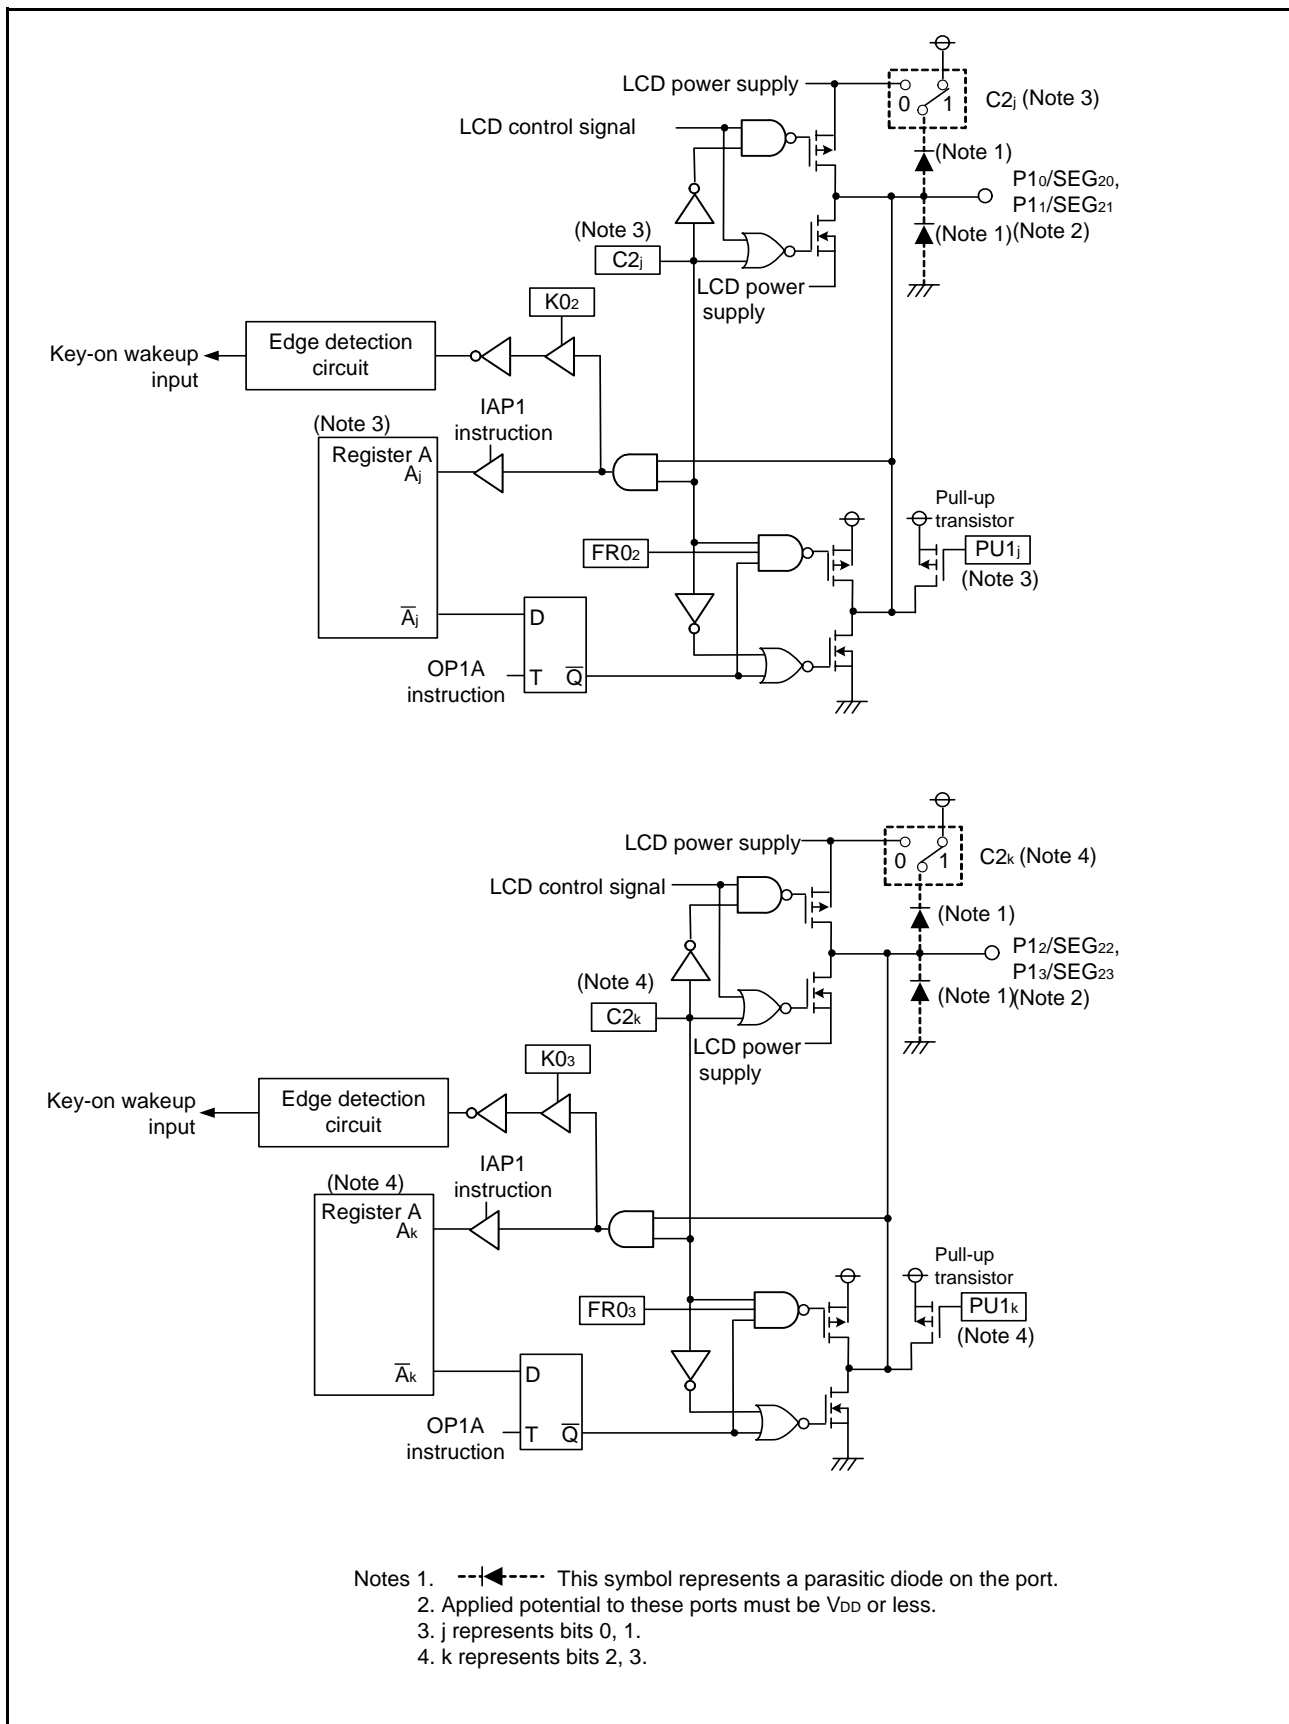 LCD power supply
0 1
C2j (Note 3)
LCD control signal
(Note 1)
P10/SEG20,
P11/SEG21
(Note 1)(Note 2)
(Note 3)
C2j
LCD power
supply
K02
Edge detection
circuit
Key-on wakeup
input
IAP1
instruction
(Note 3)
Register A
Aj
Pull-up
transistor
FR02
PU1j
(Note 3)
Aj
D
T Q
OP1A
instruction
LCD power supply
0 1
C2k (Note 4)
LCD control signal
(Note 1)
P12/SEG22,
P13/SEG23
(Note 1)(Note 2)
(Note 4)
C2k
LCD power
supply
K03
Edge detection
circuit
Key-on wakeup
input
IAP1
instruction
(Note 4)
Register A
Ak
Pull-up
transistor
FR03
PU1k
(Note 4)
Ak
D
T Q
OP1A
instruction
Notes 1. This symbol represents a parasitic diode on the port.
2. Applied potential to these ports must be VDD or less.
3. j represents bits 0, 1.
4. k represents bits 2, 3.